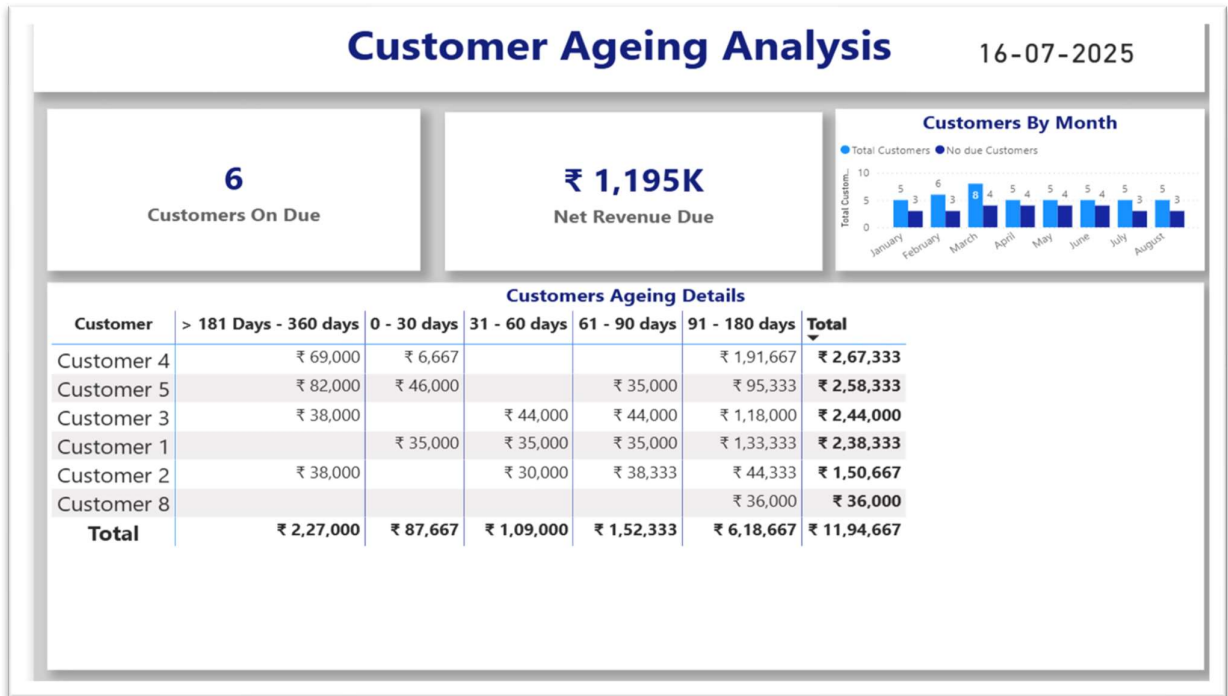 Customer Ageing Analysis
16-07-2025
6
Customers On Due
₹ 1,195K
Net Revenue Due
Customers By Month
Total Customers No due Customers
Total Custom...
10
5
0
5 3 6 3 8 4 5 4 5 4 5 4 5 3 5 3
January February March April May June July August
Customers Ageing Details
Customer > 181 Days - 360 days 0 - 30 days 31 - 60 days 61 - 90 days 91 - 180 days Total
Customer 4 ₹ 69,000 ₹ 6,667 ₹ 1,91,667 ₹ 2,67,333
Customer 5 ₹ 82,000 ₹ 46,000 ₹ 35,000 ₹ 95,333 ₹ 2,58,333
Customer 3 ₹ 38,000 ₹ 44,000 ₹ 44,000 ₹ 1,18,000 ₹ 2,44,000
Customer 1 ₹ 35,000 ₹ 35,000 ₹ 35,000 ₹ 1,33,333 ₹ 2,38,333
Customer 2 ₹ 38,000 ₹ 30,000 ₹ 38,333 ₹ 44,333 ₹ 1,50,667
Customer 8 ₹ 36,000 ₹ 36,000
Total ₹ 2,27,000 ₹ 87,667 ₹ 1,09,000 ₹ 1,52,333 ₹ 6,18,667 ₹ 11,94,667